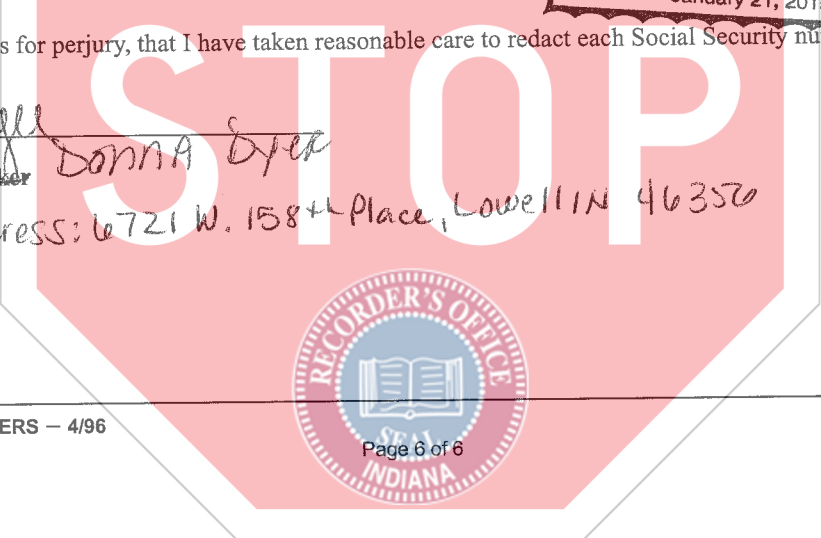 January 21, 201
s for perjury, that I have taken reasonable care to redact each Social Security nu
STOP
Donna Dyer
ress: 6721 W. 158th Place, Lowell IN 46356
RECORDER'S OFFICE
SEAL
INDIANA
ERS — 4/96
Page 6 of 6